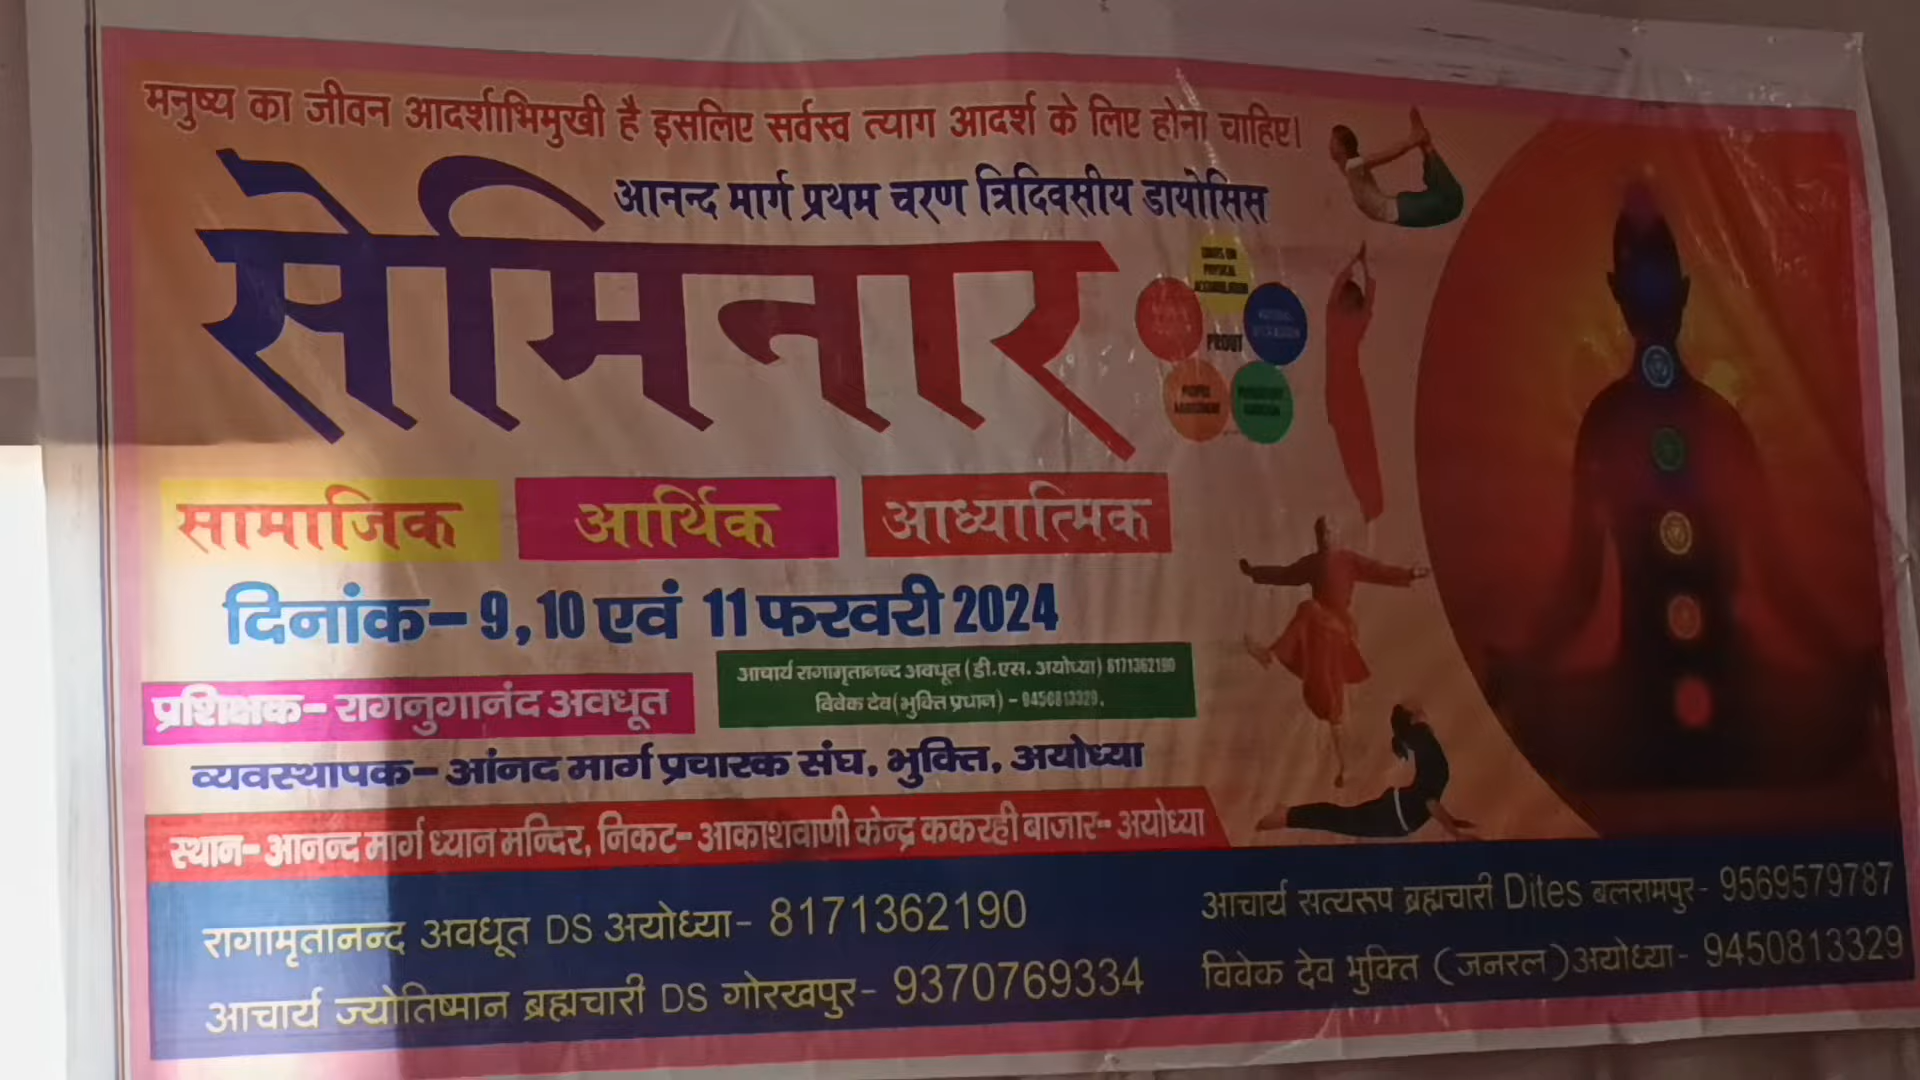 मनुष्य का जीवन आदर्शाभिमुखी है इसलिए सर्वस्व त्याग आदर्श के लिए होना चाहिए।
आनन्द मार्ग प्रथम चरण त्रिदिवसीय डायोसिस
सेमिनार
PROUT
सामाजिक आर्थिक आध्यात्मिक
दिनांक- 9, 10 एवं 11 फरवरी 2024
प्रशिक्षक- रागनुगानंद अवधूत
आचार्य रागामृतानन्द अवधूत (डी.एस. अयोध्या) 8171362190
विवेक देव(भुक्ति प्रधान) - 9450813329.
व्यवस्थापक- आंनद मार्ग प्रचारक संघ, भुक्ति, अयोध्या
स्थान- आनन्द मार्ग ध्यान मन्दिर, निकट- आकाशवाणी केन्द्र ककरही बाजार- अयोध्या
रागामृतानन्द अवधूत DS अयोध्या- 8171362190
आचार्य ज्योतिष्मान ब्रह्मचारी DS गोरखपुर- 9370769334
आचार्य सत्यरूप ब्रह्मचारी Dites बलरामपुर- 9569579787
विवेक देव भुक्ति (जनरल)अयोध्या- 9450813329